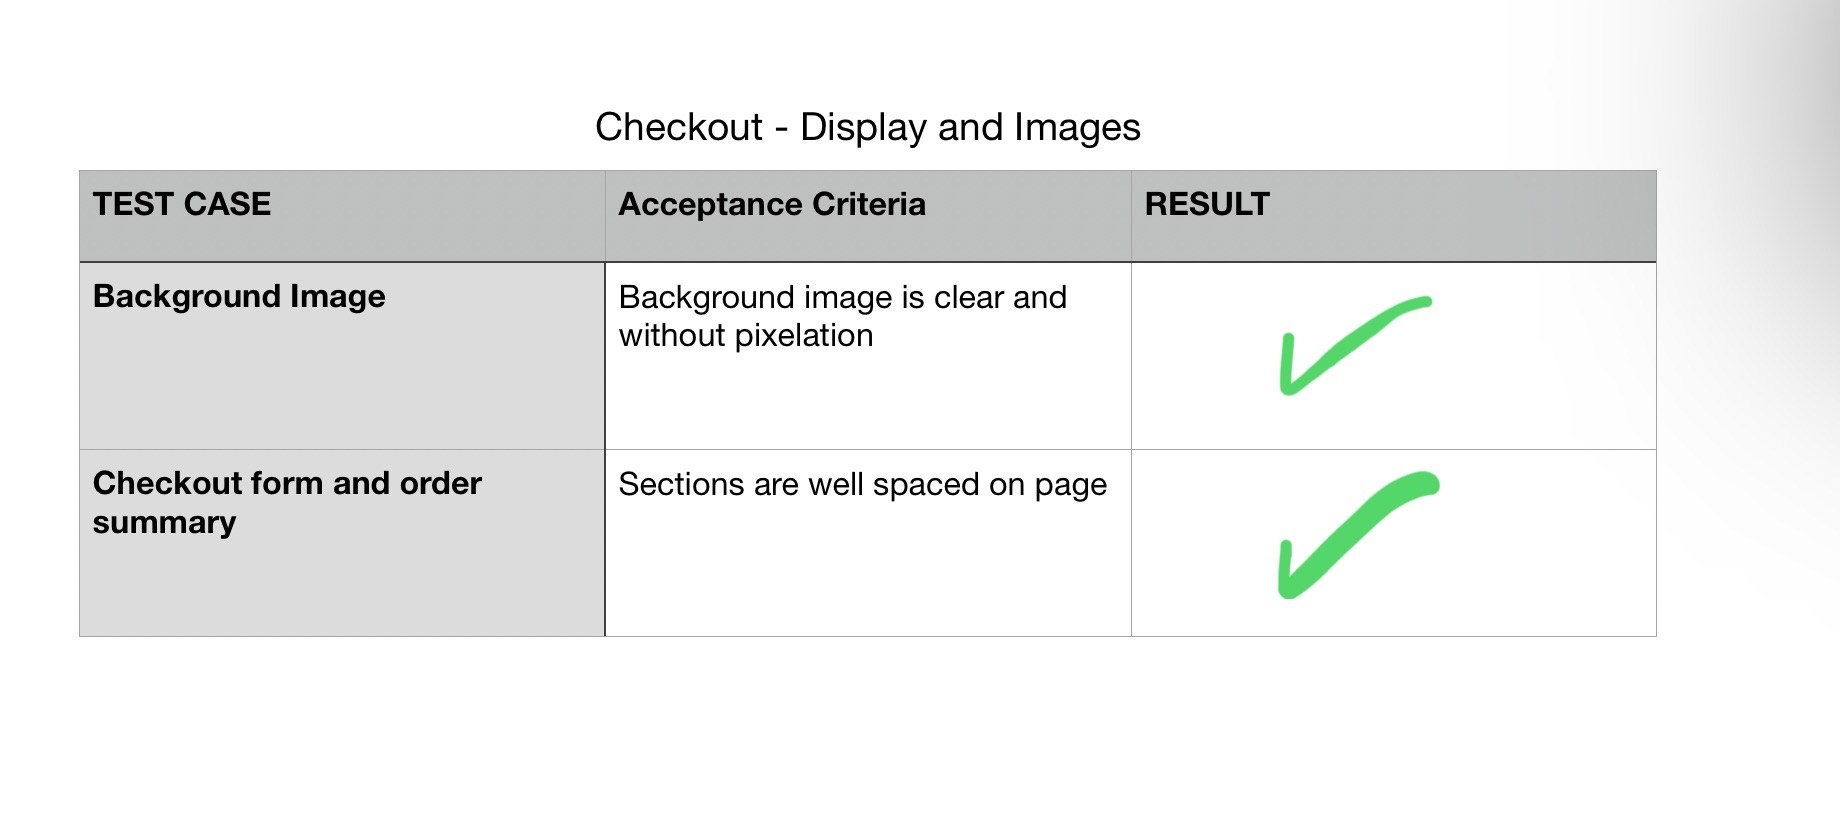 Checkout - Display and Images
TEST CASE
Acceptance Criteria
RESULT
Background Image
Background image is clear and
without pixelation
Checkout form and order
summary
Sections are well spaced on page